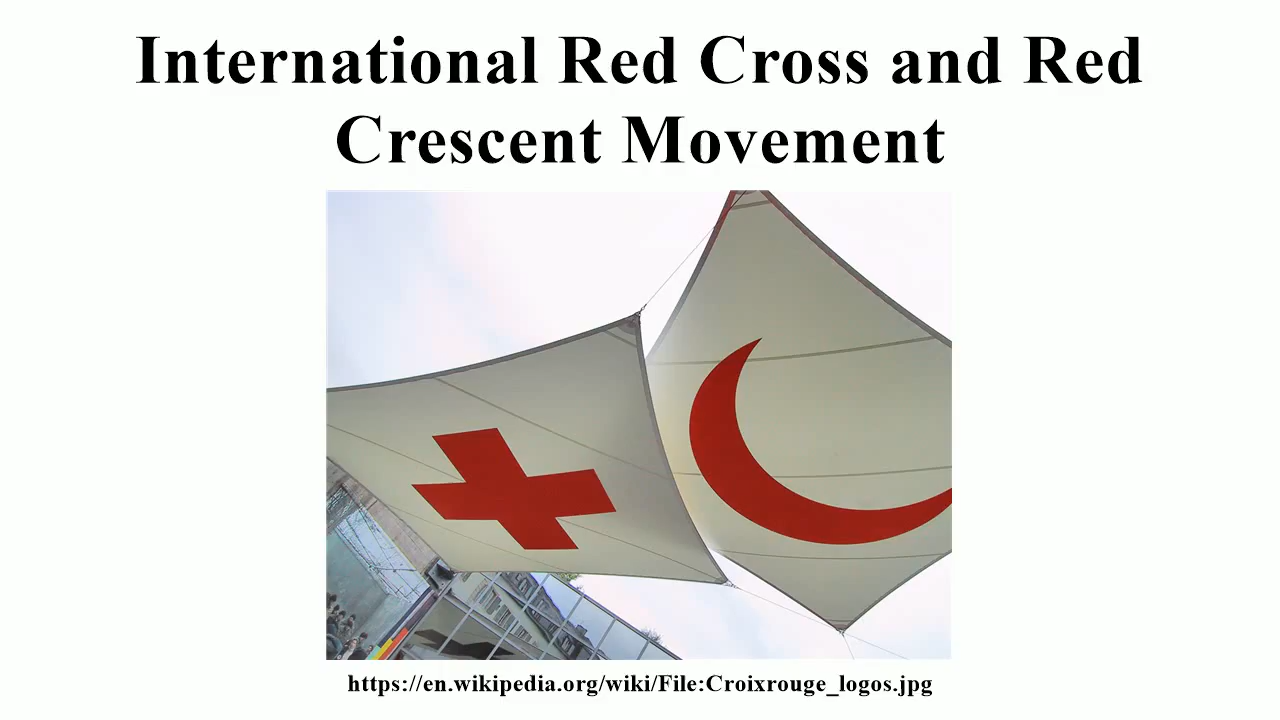 International Red Cross and Red
Crescent Movement
https://en.wikipedia.org/wiki/File:Croixrouge_logos.jpg